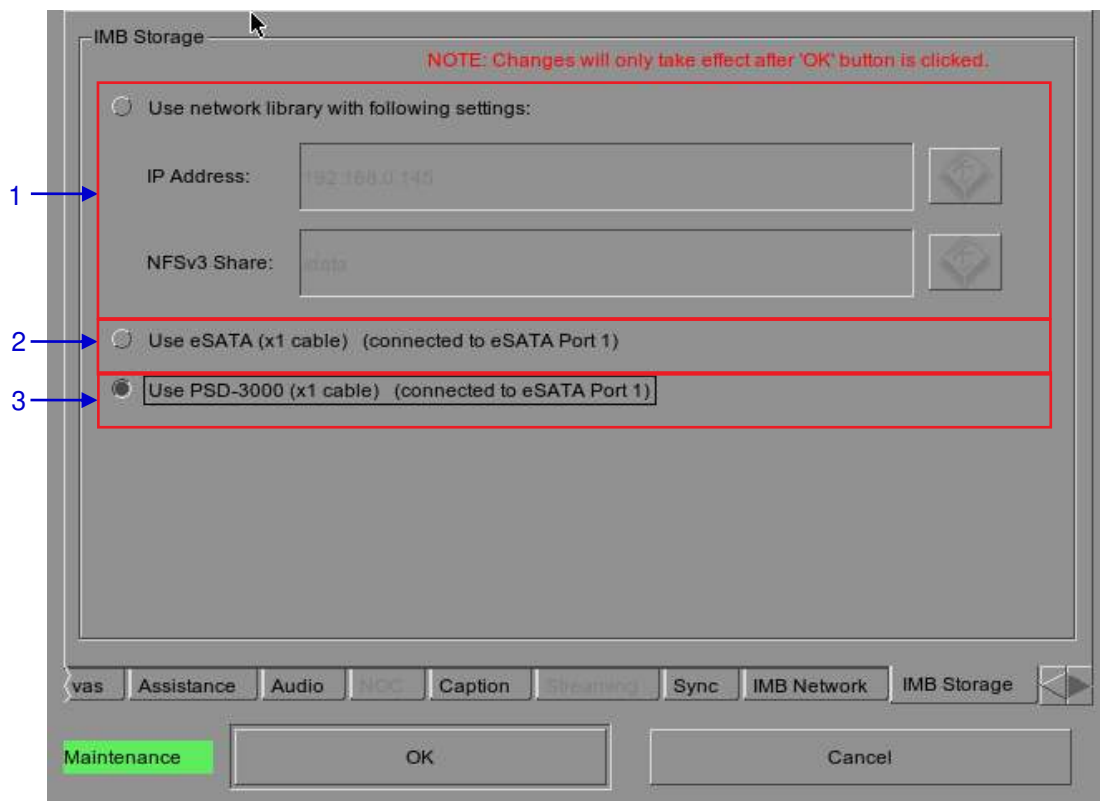 IMB Storage
NOTE: Changes will only take effect after 'OK' button is clicked.
Use network library with following settings:
IP Address: 192.168.0.145
1
NFSv3 Share:
2 Use eSATA (x1 cable) (connected to eSATA Port 1)
3 Use PSD-3000 (x1 cable) (connected to eSATA Port 1)
vas Assistance Audio NOC Caption Streaming Sync IMB Network IMB Storage
Maintenance OK Cancel